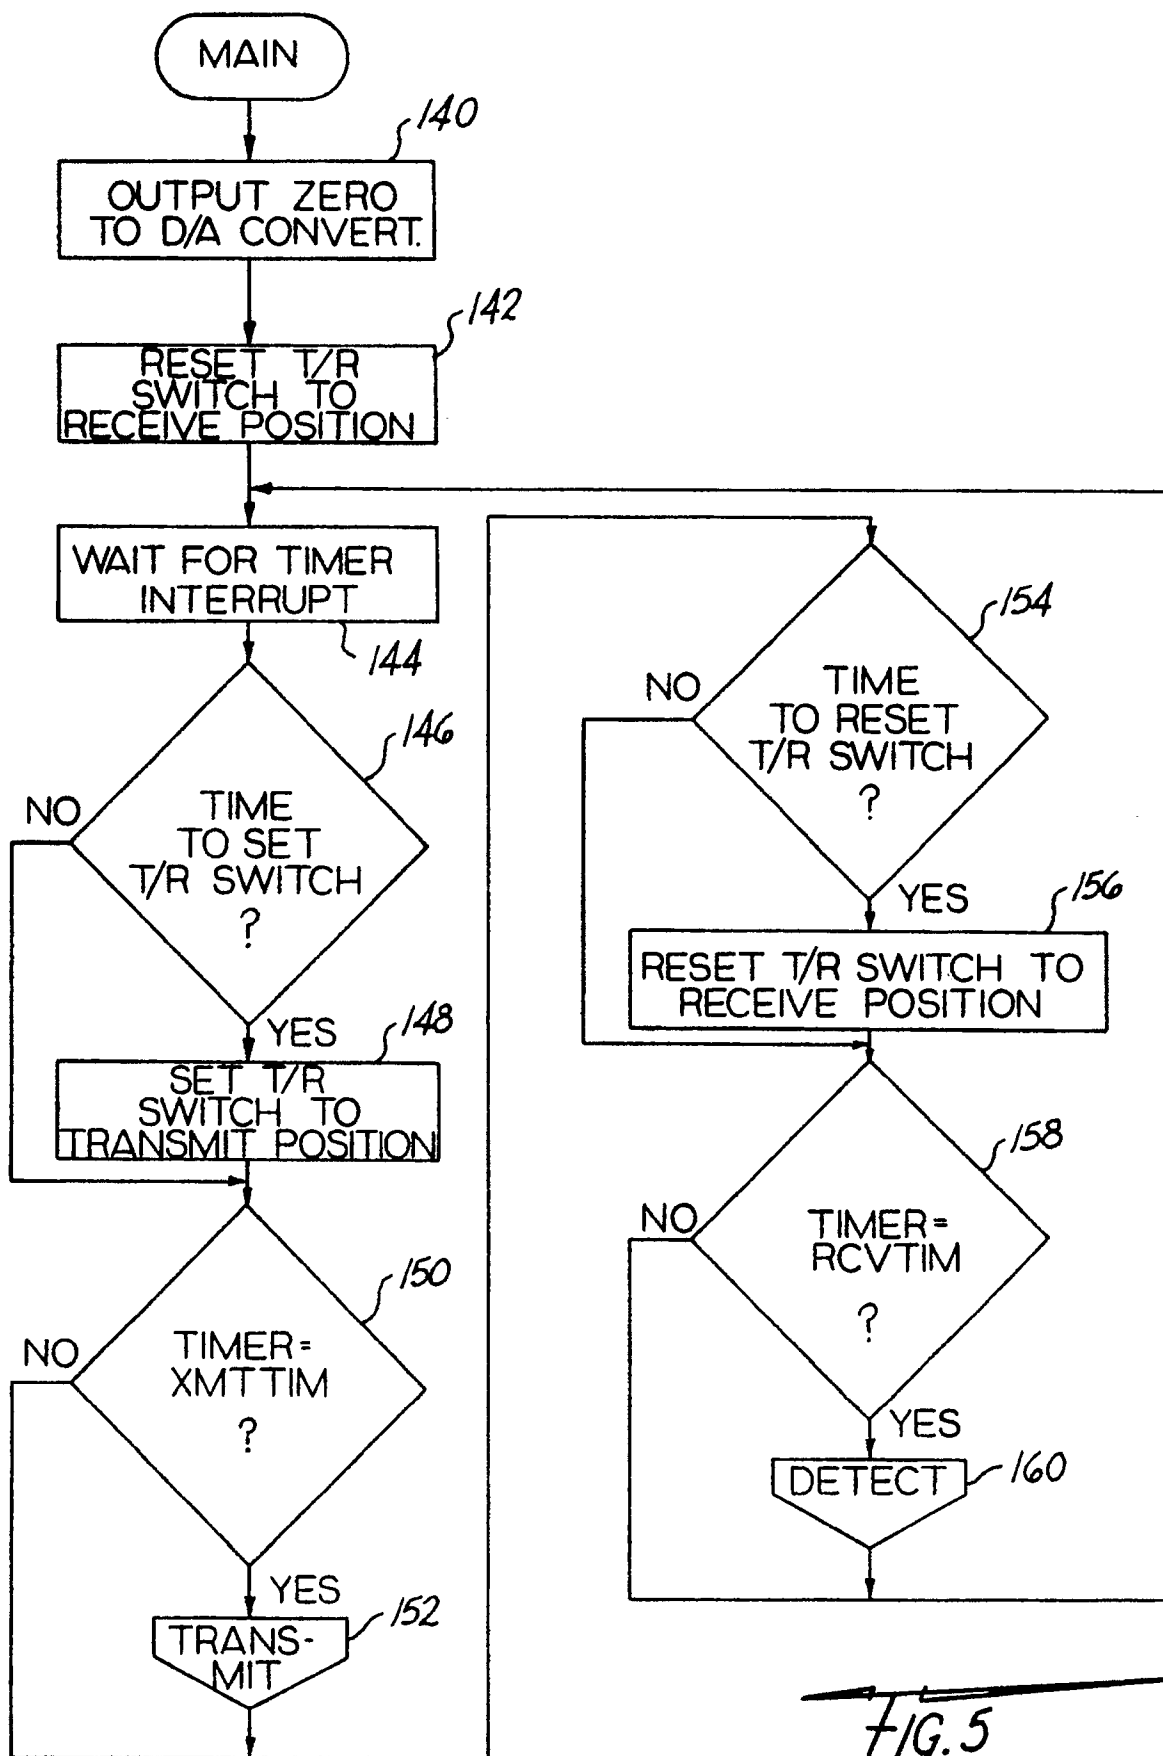 MAIN
140
OUTPUT ZERO
TO D/A CONVERT.
142
RESET T/R
SWITCH TO
RECEIVE POSITION
WAIT FOR TIMER
INTERRUPT
144
146
NO
TIME
TO SET
T/R SWITCH
?
YES
148
SET T/R
SWITCH TO
TRANSMIT POSITION
150
NO
TIMER=
XMTTIM
?
YES
152
TRANS-
MIT
154
NO
TIME
TO RESET
T/R SWITCH
?
YES
156
RESET T/R SWITCH TO
RECEIVE POSITION
158
NO
TIMER=
RCVTIM
?
YES
DETECT
160
FIG. 5